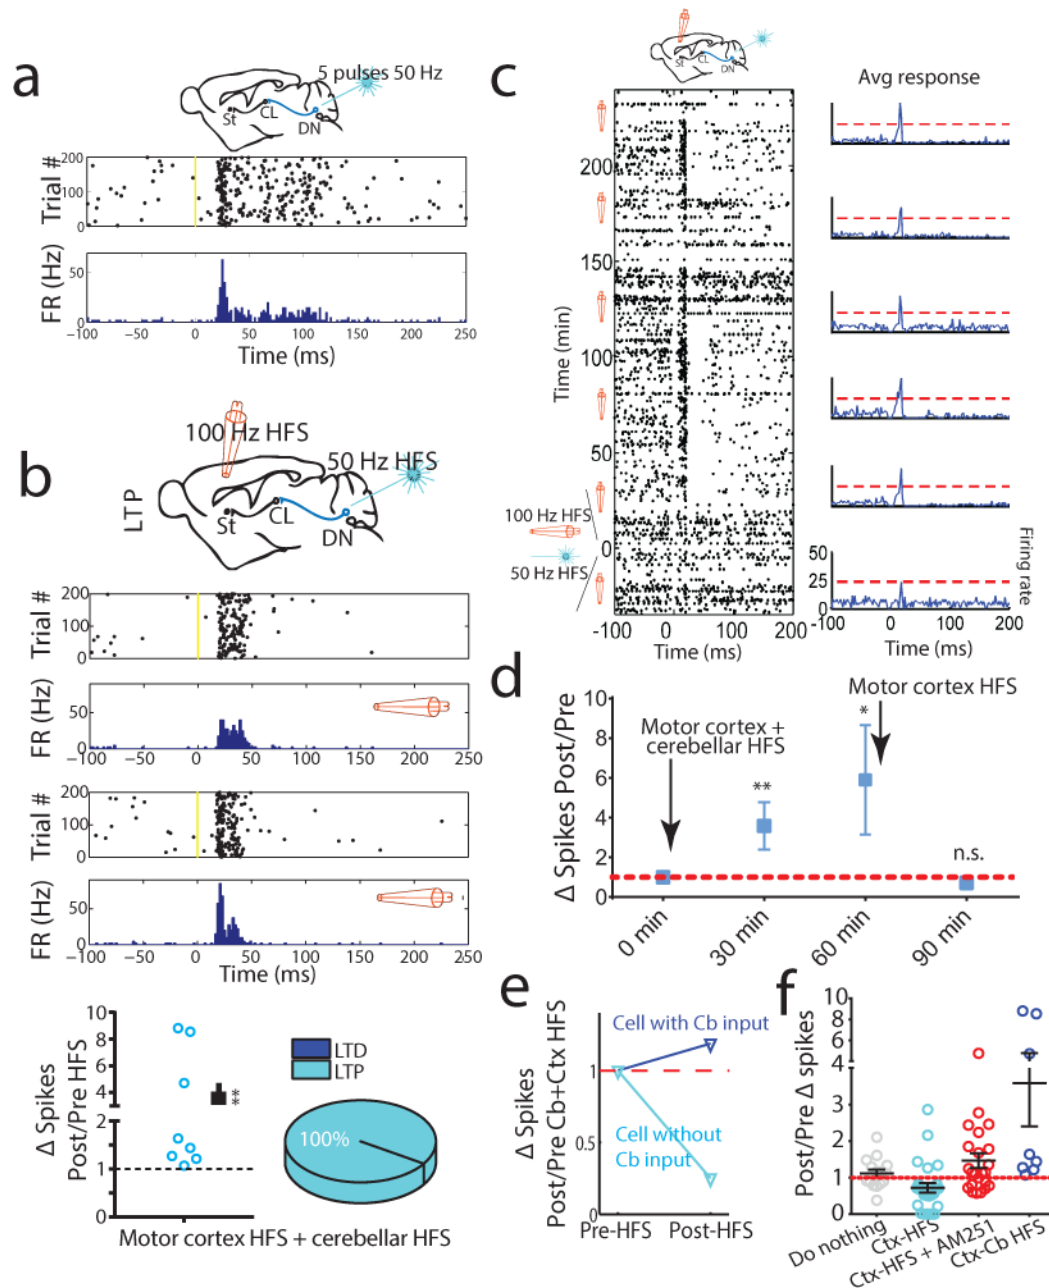 a
5 pulses 50 Hz
St
CL
DN
Trial #
200
100
0
FR (Hz)
50
0
−100 −50 0 50 100 150 200 250
Time (ms)
b
LTP
100 Hz HFS
50 Hz HFS
St
CL
DN
Trial #
200
100
0
FR (Hz)
50
0
−100 −50 0 50 100 150 200 250
Trial #
200
100
0
FR (Hz)
50
0
−100 −50 0 50 100 150 200 250
Time (ms)
Δ Spikes
Post/Pre HFS
10
8
6
4
2
1
0
**
LTD
LTP
100%
Motor cortex HFS + cerebellar HFS
c
St
CL
DN
Avg response
Time (min)
200
150
100
50
0
100 Hz HFS
50 Hz HFS
-100 0 100 200
Time (ms)
50
25
0
Firing rate
-100 0 100 200
Time (ms)
d
Δ Spikes Post/Pre
10
8
6
4
2
0
Motor cortex +
cerebellar HFS
Motor cortex HFS
**
*
n.s.
0 min
30 min
60 min
90 min
e
Δ Spikes
Post/Pre Cb+Ctx HFS
1
0.5
0
Cell with Cb input
Cell without
Cb input
Pre-HFS
Post-HFS
f
Post/Pre Δ spikes
10
8
6
4
2
1
0
Do nothing
Ctx-HFS
Ctx-HFS + AM251
Ctx-Cb HFS